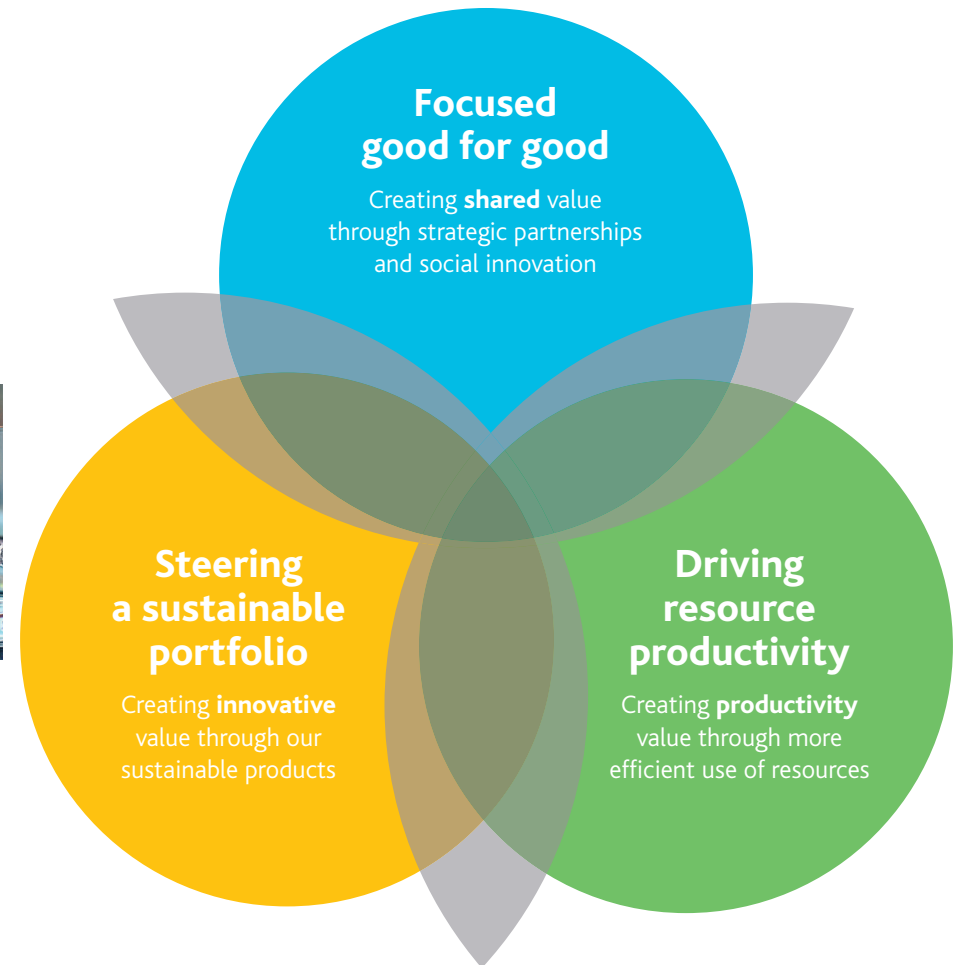 Focused
good for good
Creating shared value
through strategic partnerships
and social innovation
Steering
a sustainable
portfolio
Creating innovative
value through our
sustainable products
Driving
resource
productivity
Creating productivity
value through more
efficient use of resources